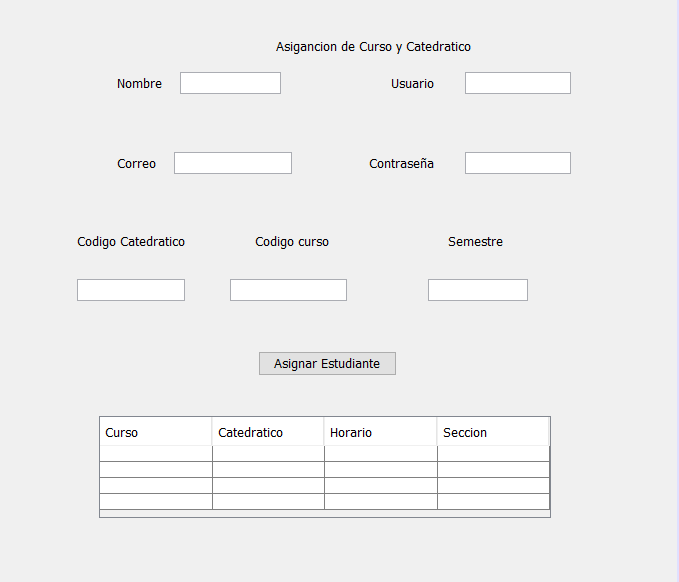 Asigancion de Curso y Catedratico
Nombre Usuario
Correo Contraseña
Codigo Catedratico Codigo curso Semestre
Asignar Estudiante
Curso Catedratico Horario Seccion